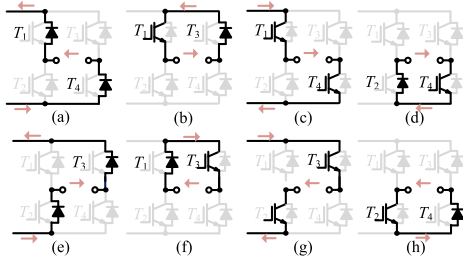 T1 T1 T3 T1
T4 T4 T2 T4
(a) (b) (c) (d)
T3 T1 T3 T3
T2 T4
(e) (f) (g) (h)